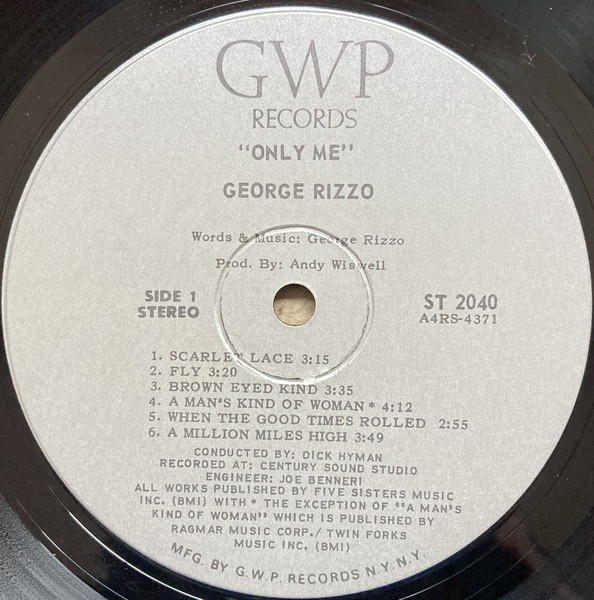 GWP
RECORDS
"ONLY ME"
GEORGE RIZZO
Words & Music: George Rizzo
Prod. By: Andy Wiswell
SIDE 1
STEREO
ST 2040
A4RS-4371
1. SCARLET LACE 3:15
2. FLY 3:20
3. BROWN EYED KIND 3:35
4. A MAN'S KIND OF WOMAN * 4:12
5. WHEN THE GOOD TIMES ROLLED 2:55
6. A MILLION MILES HIGH 3:49
CONDUCTED BY: DICK HYMAN
RECORDED AT: CENTURY SOUND STUDIO
ENGINEER: JOE BENNERI
ALL WORKS PUBLISHED BY FIVE SISTERS MUSIC
INC. (BMI) WITH * THE EXCEPTION OF "A MAN'S
KIND OF WOMAN" WHICH IS PUBLISHED BY
RAGMAR MUSIC CORP./ TWIN FORKS
MUSIC INC. (BMI)
MFG. BY G.W.P. RECORDS N.Y.N.Y.